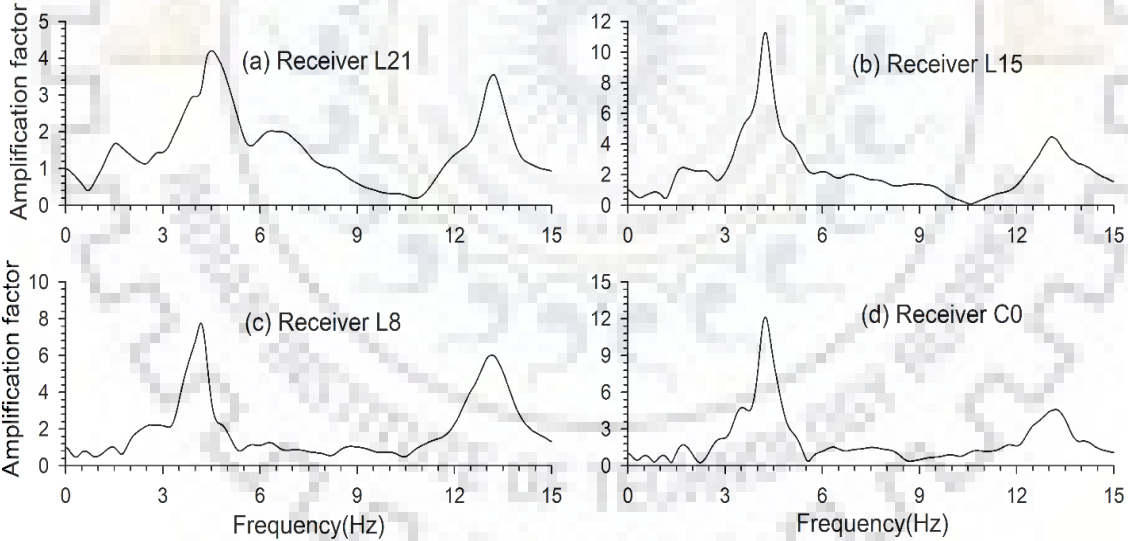 Amplification factor
5
4
3
2
1
0
(a) Receiver L21
0 3 6 9 12 15
12
10
8
6
4
2
0
(b) Receiver L15
0 3 6 9 12 15
Amplification factor
10
8
6
4
2
0
(c) Receiver L8
0 3 6 9 12 15
Frequency(Hz)
15
12
9
6
3
0
(d) Receiver C0
0 3 6 9 12 15
Frequency(Hz)